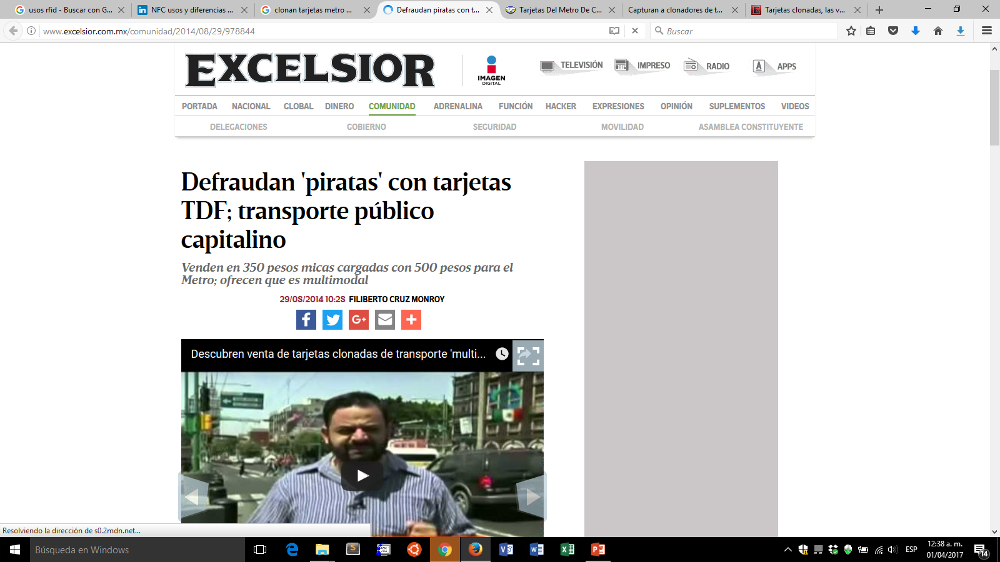 usos rfid - Buscar con G...
NFC usos y diferencias ...
clonan tarjetas metro ...
Defraudan piratas con t...
Tarjetas Del Metro De C...
Capturan a clonadores de t...
Tarjetas clonadas, las v...
www.excelsior.com.mx/comunidad/2014/08/29/978844
Buscar
EXCELSIOR
IMAGEN
DIGITAL
TELEVISIÓN
IMPRESO
RADIO
APPS
PORTADA NACIONAL GLOBAL DINERO COMUNIDAD ADRENALINA FUNCIÓN HACKER EXPRESIONES OPINIÓN SUPLEMENTOS VIDEOS
DELEGACIONES GOBIERNO SEGURIDAD MOVILIDAD ASAMBLEA CONSTITUYENTE
Defraudan 'piratas' con tarjetas
TDF; transporte público
capitalino
Venden en 350 pesos micas cargadas con 500 pesos para el
Metro; ofrecen que es multimodal
29/08/2014 10:28 FILIBERTO CRUZ MONROY
Descubren venta de tarjetas clonadas de transporte 'multi...
Resolviendo la dirección de s0.2mdn.net...
Búsqueda en Windows
ESP
12:38 a. m.
01/04/2017
14